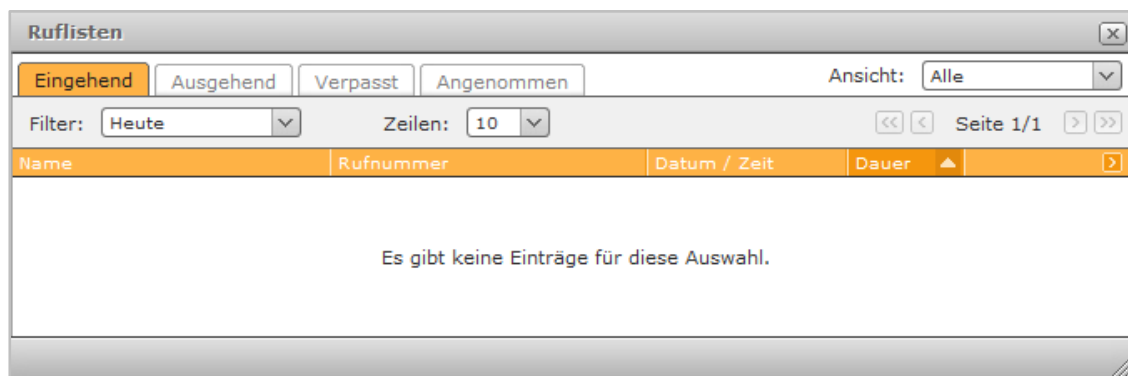 Ruflisten
Eingehend Ausgehend Verpasst Angenommen Ansicht: Alle
Filter: Heute Zeilen: 10 << < Seite 1/1 > >>
Name Rufnummer Datum / Zeit Dauer >
Es gibt keine Einträge für diese Auswahl.